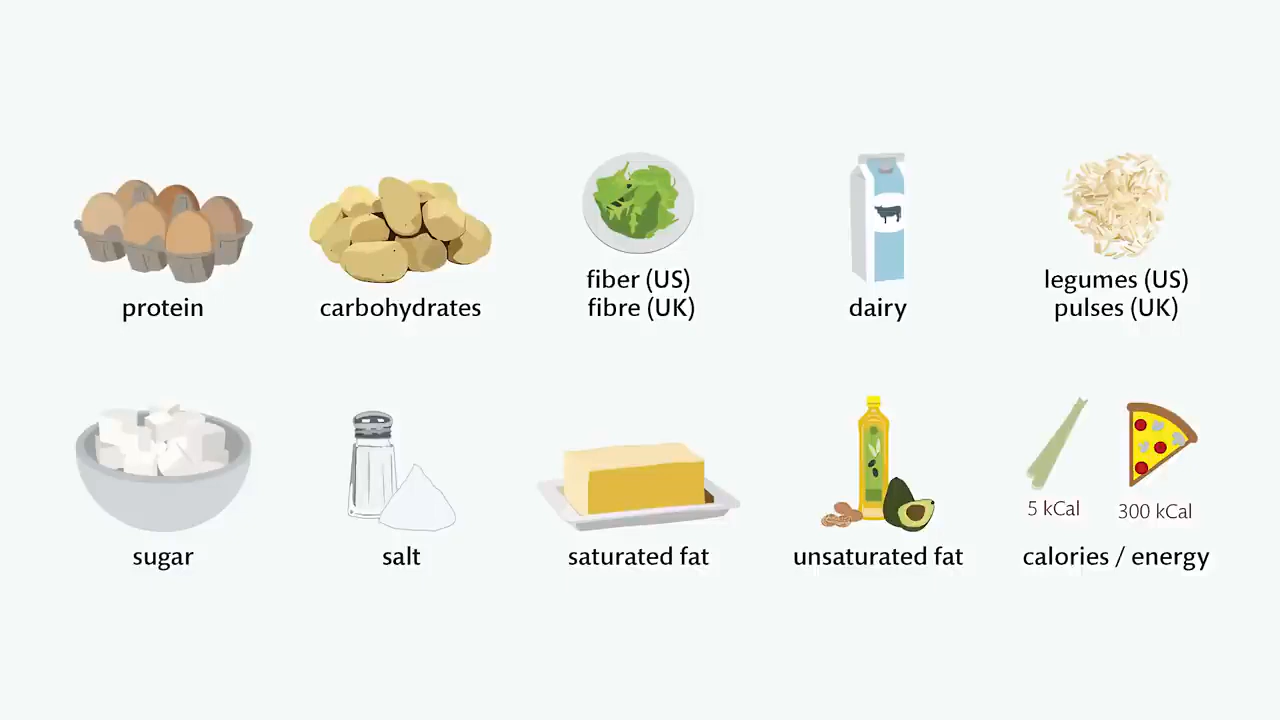 protein
carbohydrates
fiber (US)
fibre (UK)
dairy
legumes (US)
pulses (UK)
sugar
salt
saturated fat
unsaturated fat
5 kCal
300 kCal
calories / energy